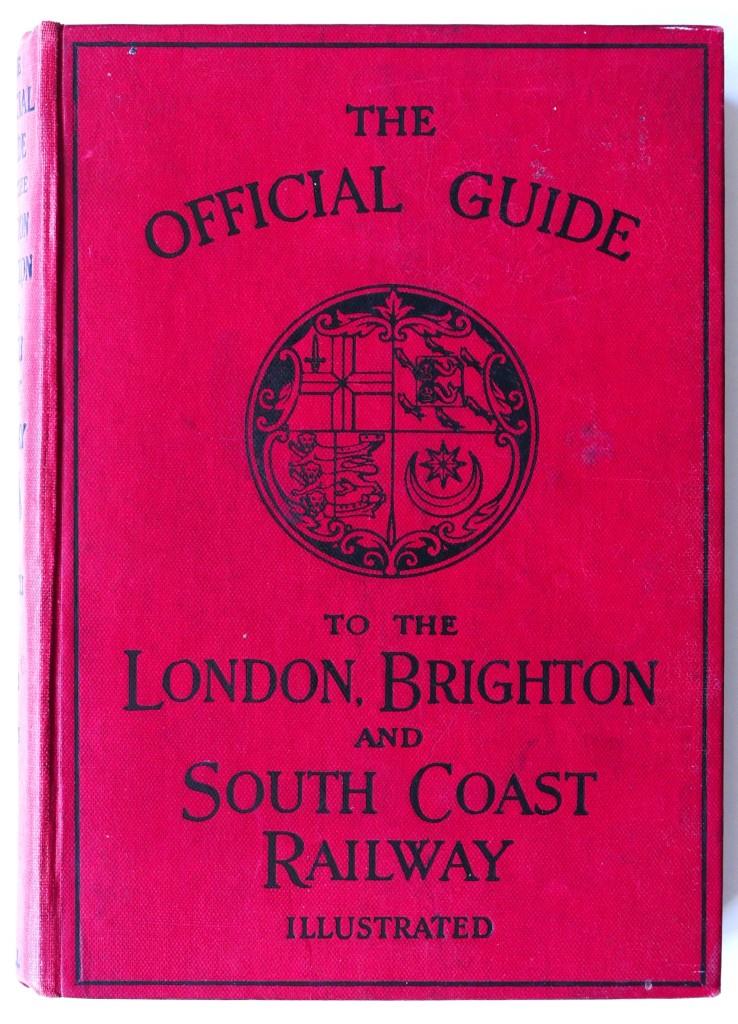 THE
OFFICIAL GUIDE
TO THE
LONDON, BRIGHTON
AND
SOUTH COAST
RAILWAY
ILLUSTRATED